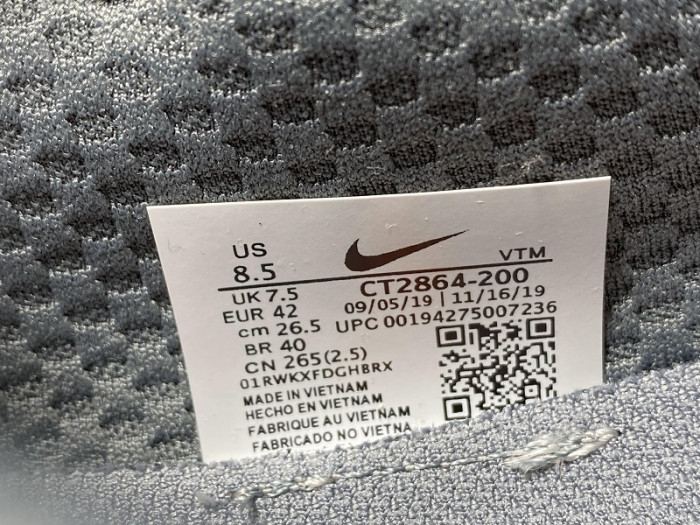 US
8.5
VTM
UK 7.5
CT2864-200
EUR 42
09/05/19 | 11/16/19
cm 26.5
UPC 00194275007236
BR 40
CN 265(2.5)
01RWKXFDGHBRX
MADE IN VIETNAM
HECHO EN VIETNAM
FABRIQUE AU VIETNAM
FABRICADO NO VIETNA